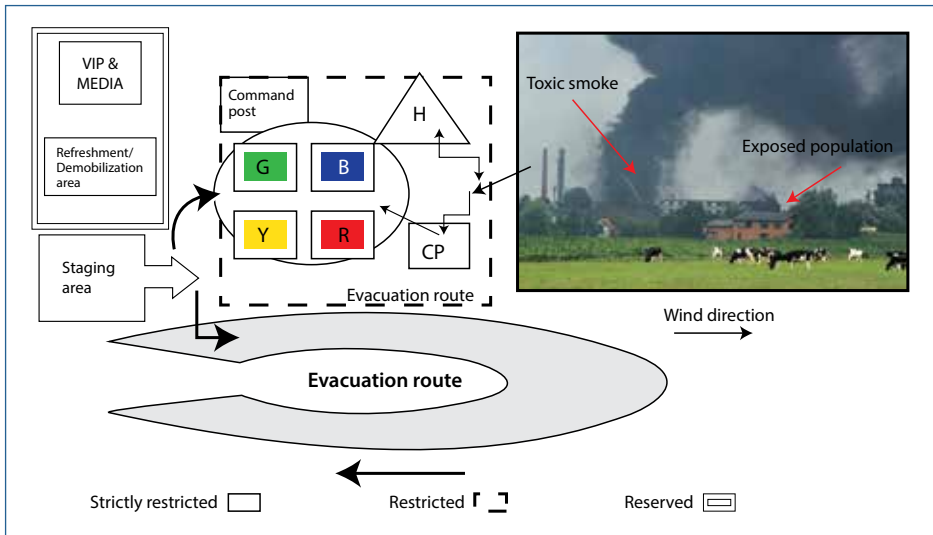 VIP &
MEDIA
Refreshment/
Demobilization
area
Staging
area
Command
post
H
G
B
Y
R
CP
Evacuation route
Toxic smoke
Exposed population
Wind direction
Evacuation route
Strictly restricted
Restricted
Reserved